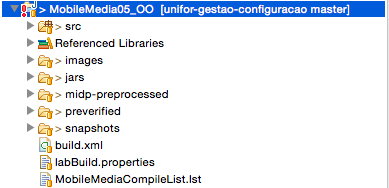 > MobileMedia05_OO [unifor-gestao-configuracao master]
> src
Referenced Libraries
> images
> jars
> midp-preprocessed
> preverified
> snapshots
build.xml
labBuild.properties
MobileMediaCompileList.lst